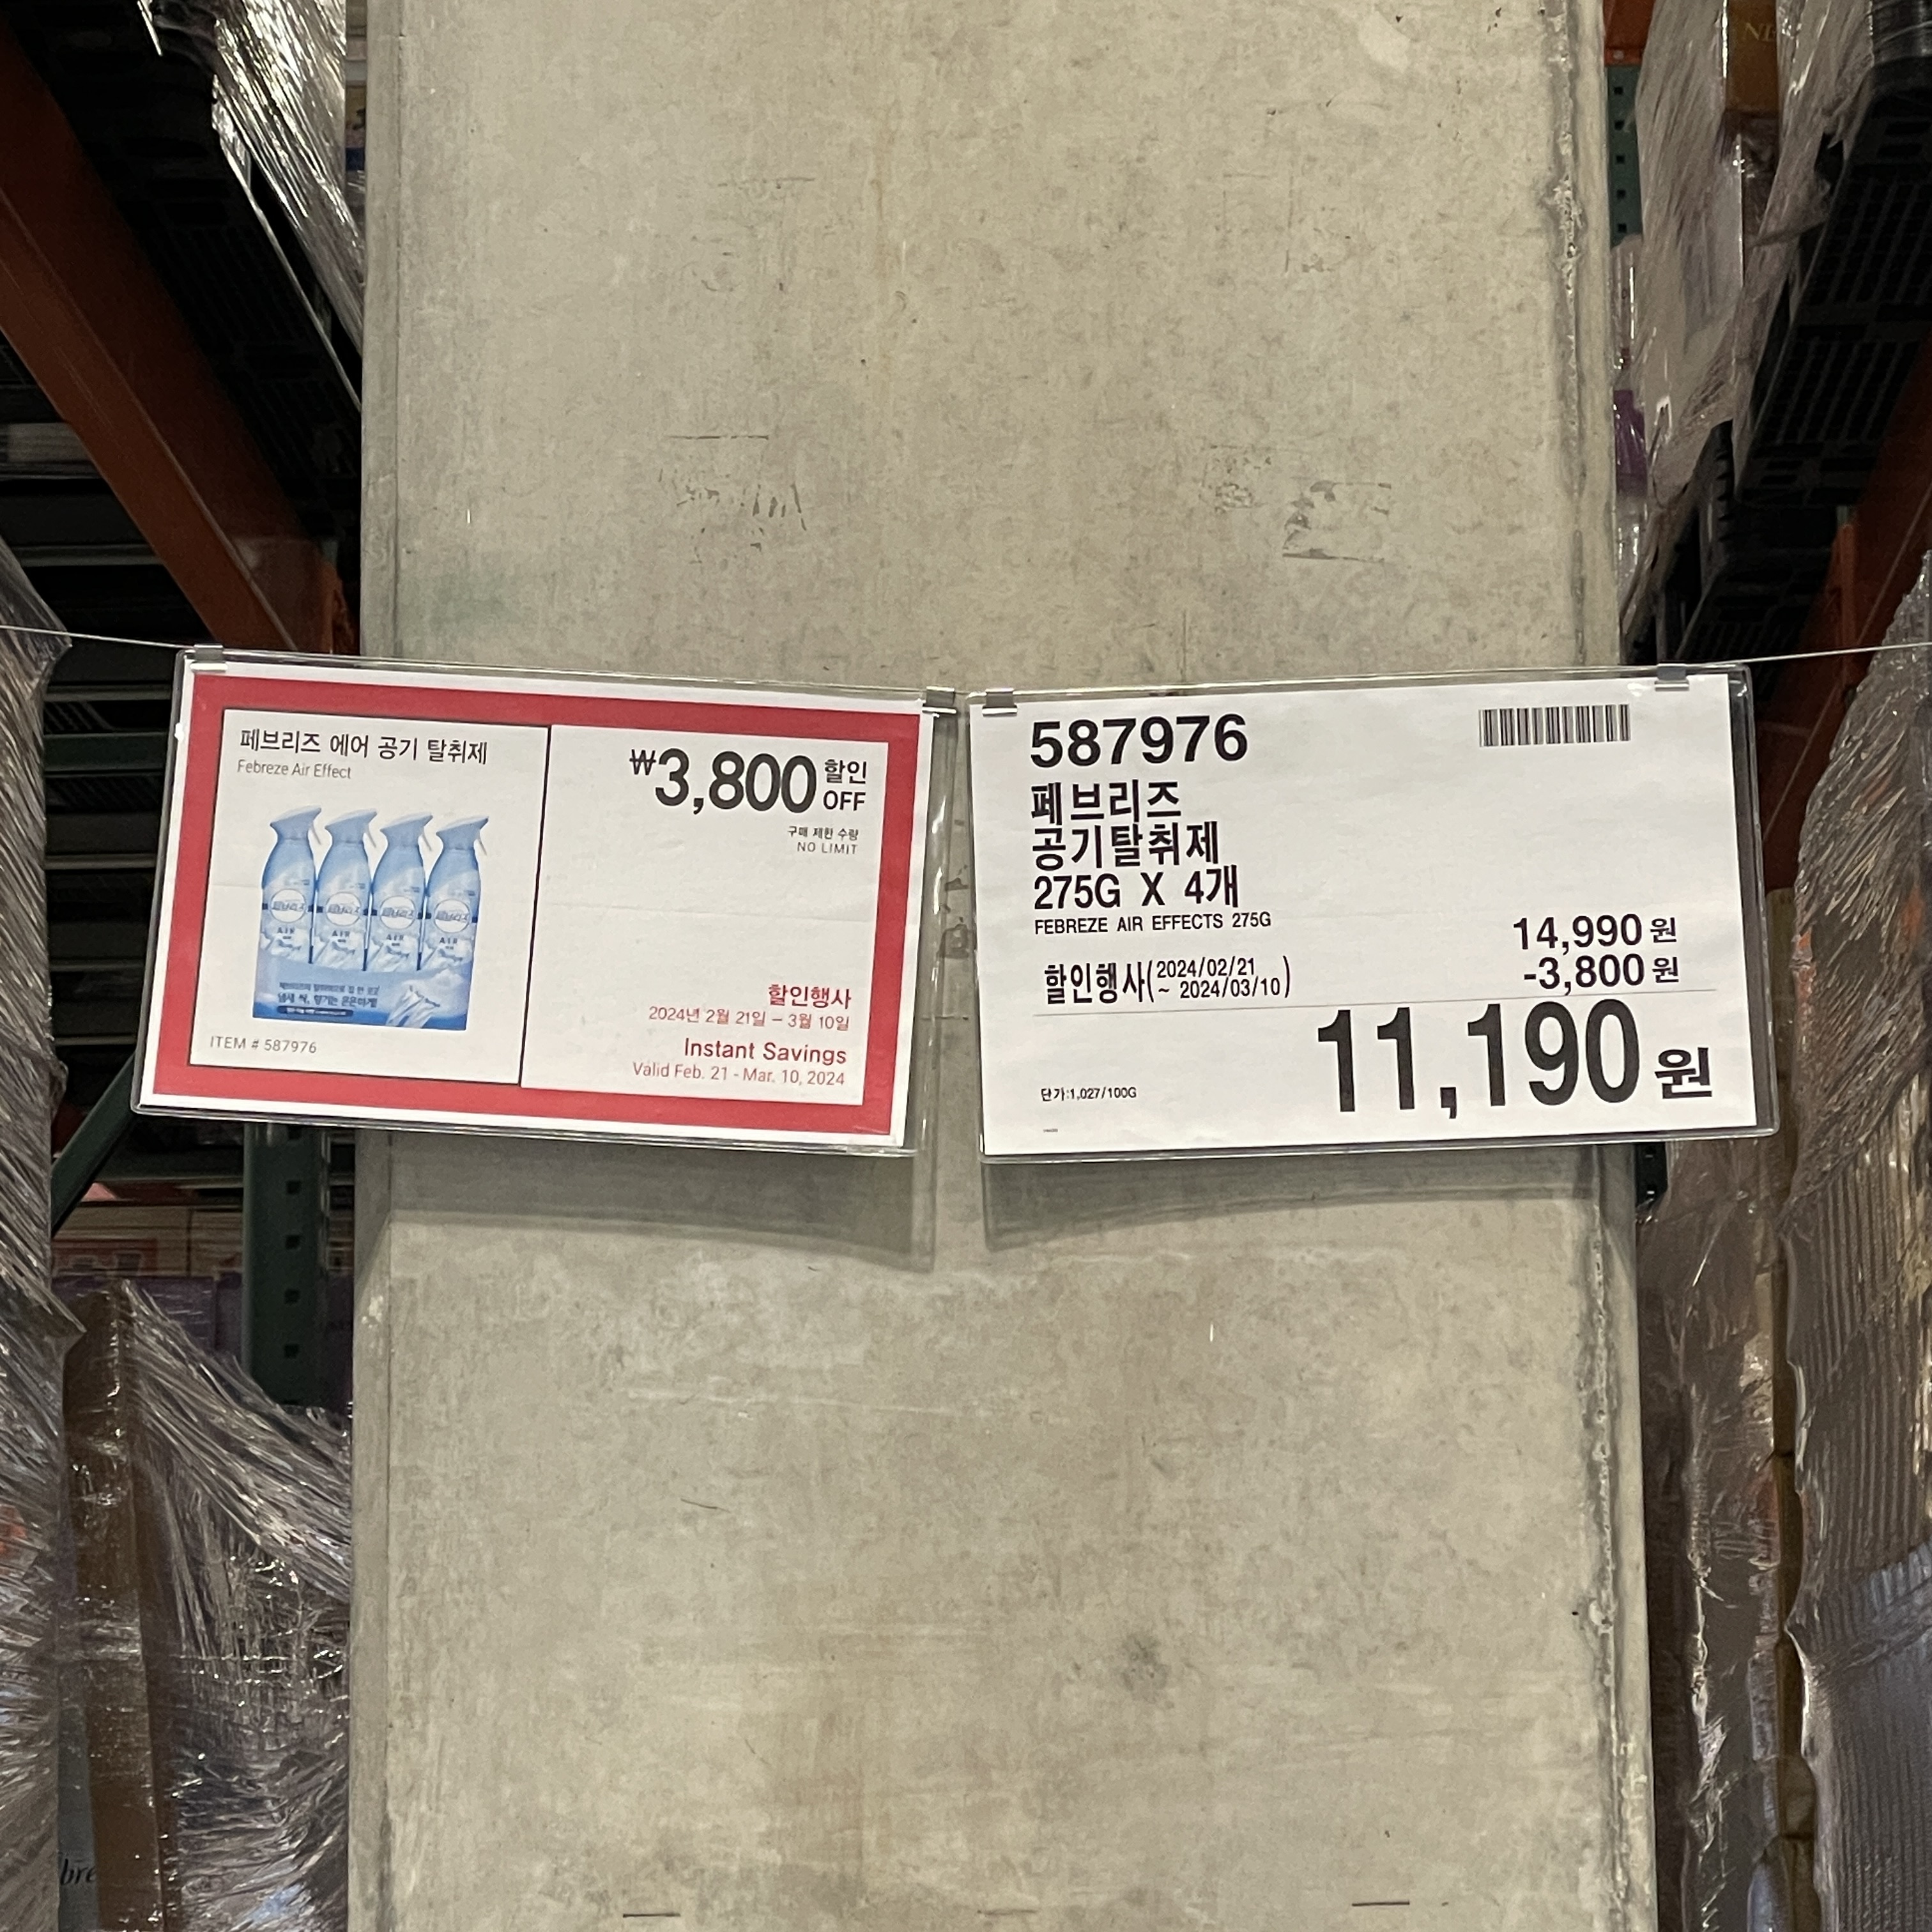 페브리즈 에어 공기 탈취제
Febreze Air Effect
ITEM # 587976
₩3,800 할인
OFF
구매 제한 수량
NO LIMIT
할인행사
2024년 2월 21일 – 3월 10일
Instant Savings
Valid Feb. 21 - Mar. 10, 2024
587976
페브리즈
공기탈취제
275G X 4개
FEBREZE AIR EFFECTS 275G
14,990 원
할인행사(2024/02/21
~ 2024/03/10)
-3,800 원
11,190 원
단가:1,027/100G